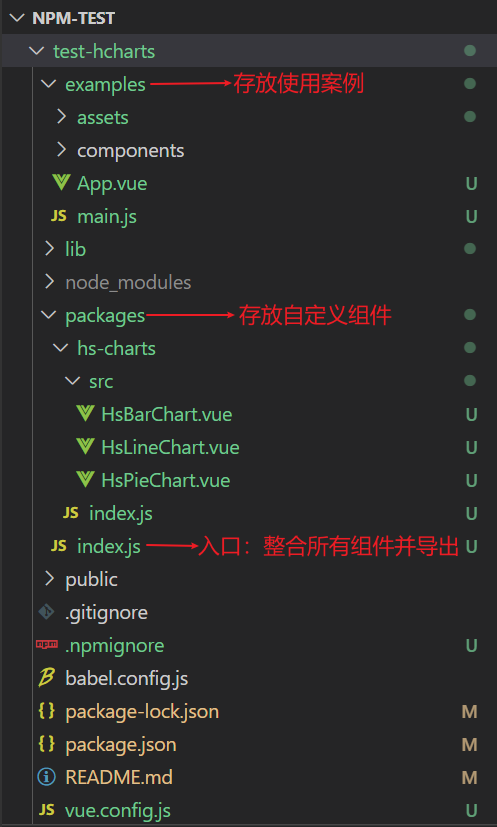 NPM-TEST
test-hcharts
examples 存放使用案例
assets
components
App.vue U
JS main.js U
lib
node_modules
packages 存放自定义组件
hs-charts
src
HsBarChart.vue U
HsLineChart.vue U
HsPieChart.vue U
JS index.js U
JS index.js 入口：整合所有组件并导出 U
public
.gitignore
.npmignore U
babel.config.js
{} package-lock.json M
{} package.json M
README.md M
JS vue.config.js U